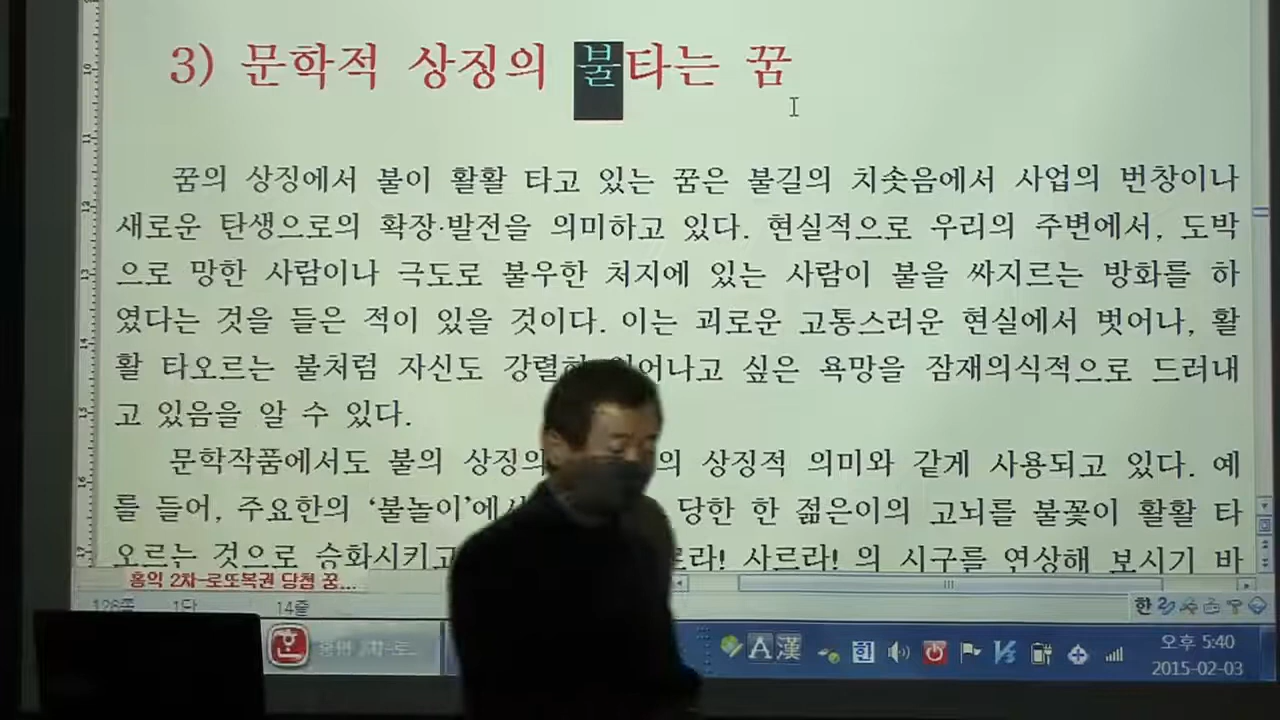 3) 문학적 상징의 불타는 꿈
꿈의 상징에서 불이 활활 타고 있는 꿈은 불길의 치솟음에서 사업의 번창이나
새로운 탄생으로의 확장·발전을 의미하고 있다. 현실적으로 우리의 주변에서, 도박
으로 망한 사람이나 극도로 불우한 처지에 있는 사람이 불을 싸지르는 방화를 하
였다는 것을 들은 적이 있을 것이다. 이는 괴로운 고통스러운 현실에서 벗어나, 활
활 타오르는 불처럼 자신도 강렬하 어나고 싶은 욕망을 잠재의식적으로 드러내
고 있음을 알 수 있다.
문학작품에서도 불의 상징의 의 상징적 의미와 같게 사용되고 있다. 예
를 들어, 주요한의 ‘불놀이’에서 당한 한 젊은이의 고뇌를 불꽃이 활활 타
오르는 것으로 승화시키고 라! 사르라! 의 시구를 연상해 보시기 바
홍익 2차-로또복권 당첨 꿈...
126쪽 1단 14줄
한
A 漢 한
오후 5:40
2015-02-03